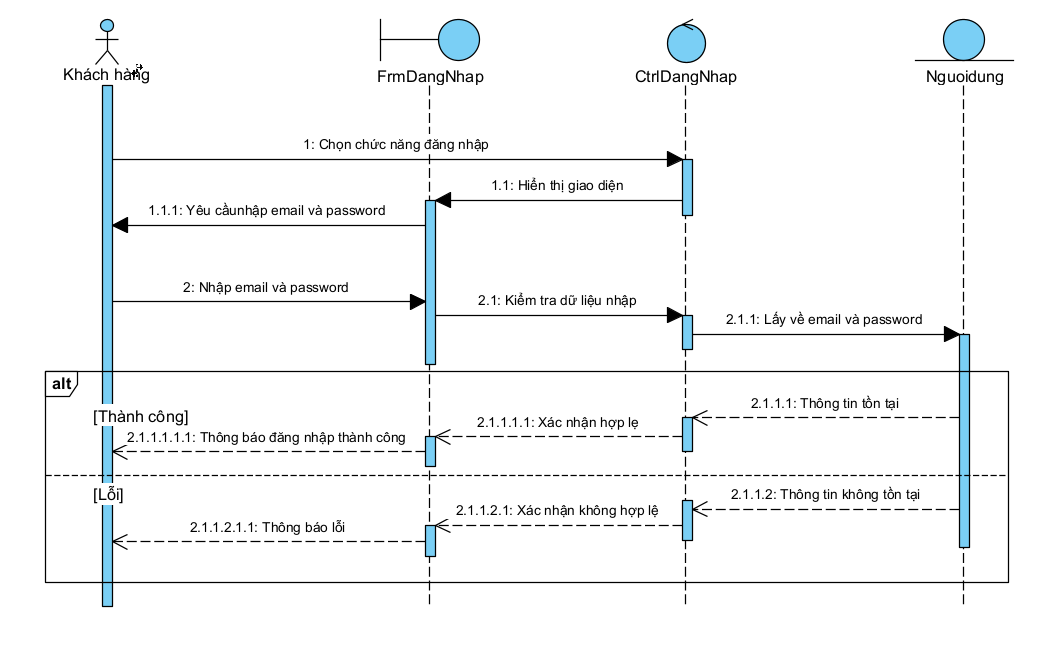 Khách hàng
FrmDangNhap
CtrlDangNhap
Nguoidung
1: Chọn chức năng đăng nhập
1.1: Hiển thị giao diện
1.1.1: Yêu cầunhập email và password
2: Nhập email và password
2.1: Kiểm tra dữ liệu nhập
2.1.1: Lấy về email và password
alt
[Thành công]
2.1.1.1: Thông tin tồn tại
2.1.1.1.1: Xác nhận hợp lẹ
2.1.1.1.1.1: Thông báo đăng nhập thành công
[Lỗi]
2.1.1.2: Thông tin không tồn tại
2.1.1.2.1: Xác nhận không hợp lệ
2.1.1.2.1.1: Thông báo lỗi